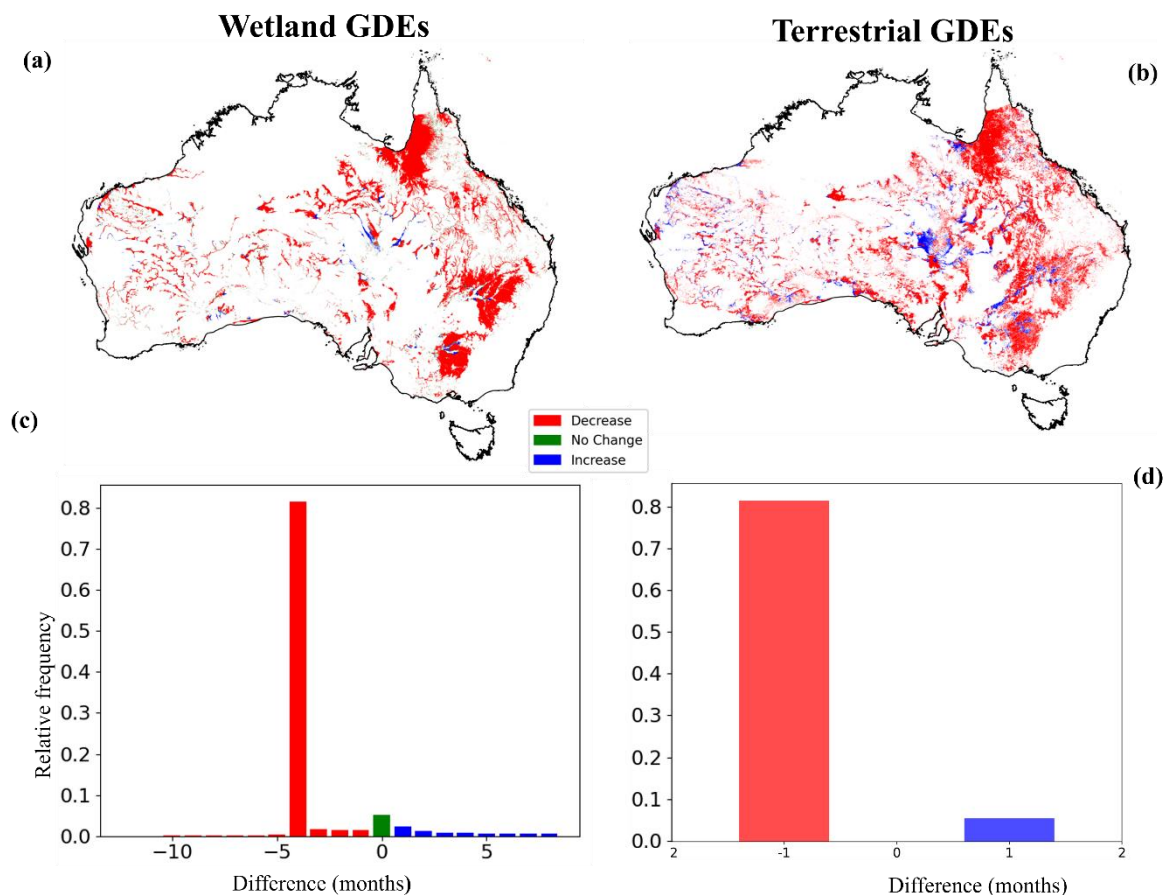 Wetland GDEs
Terrestrial GDEs
(a)
(b)
(c)
Decrease
No Change
Increase
(d)
0.8
0.7
0.6
0.5
0.4
0.3
0.2
0.1
0.0
Relative frequency
−10
−5
0
5
Difference (months)
0.8
0.7
0.6
0.5
0.4
0.3
0.2
0.1
0.0
2
-1
0
1
2
Difference (months)